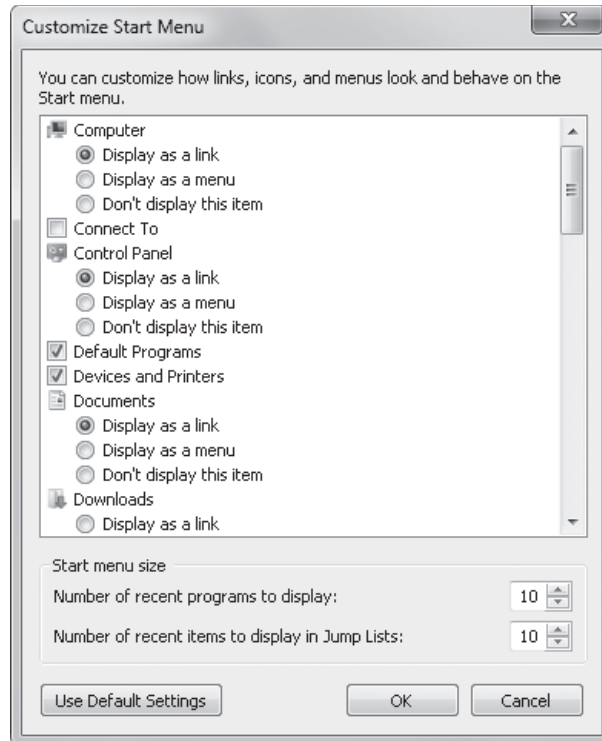 Customize Start Menu
You can customize how links, icons, and menus look and behave on the
Start menu.
Computer
Display as a link
Display as a menu
Don't display this item
Connect To
Control Panel
Display as a link
Display as a menu
Don't display this item
Default Programs
Devices and Printers
Documents
Display as a link
Display as a menu
Don't display this item
Downloads
Display as a link
Start menu size
Number of recent programs to display: 10
Number of recent items to display in Jump Lists: 10
Use Default Settings OK Cancel